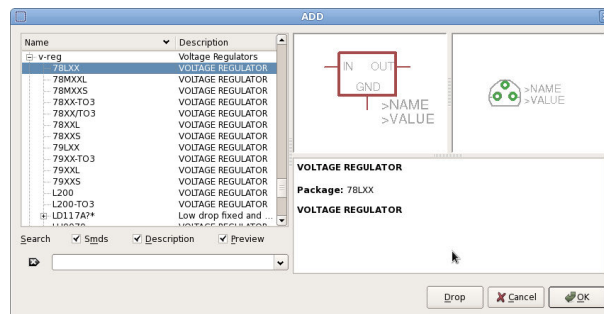 ADD
Name Description
v-reg Voltage Regulators
78LXX VOLTAGE REGULATOR
78MXXL VOLTAGE REGULATOR
78MXXS VOLTAGE REGULATOR
78XX-TO3 VOLTAGE REGULATOR
78XX/TO3 VOLTAGE REGULATOR
78XXL VOLTAGE REGULATOR
78XXS VOLTAGE REGULATOR
79LXX VOLTAGE REGULATOR
79XX-TO3 VOLTAGE REGULATOR
79XXL VOLTAGE REGULATOR
79XXS VOLTAGE REGULATOR
L200 VOLTAGE REGULATOR
L200-TO3 VOLTAGE REGULATOR
LD117A?* Low drop fixed and ...
VOLTAGE REGULATOR
Search Smds Description Preview
IN OUT
GND
>NAME
>VALUE
>NAME
>VALUE
VOLTAGE REGULATOR
Package: 78LXX
VOLTAGE REGULATOR
Drop Cancel OK